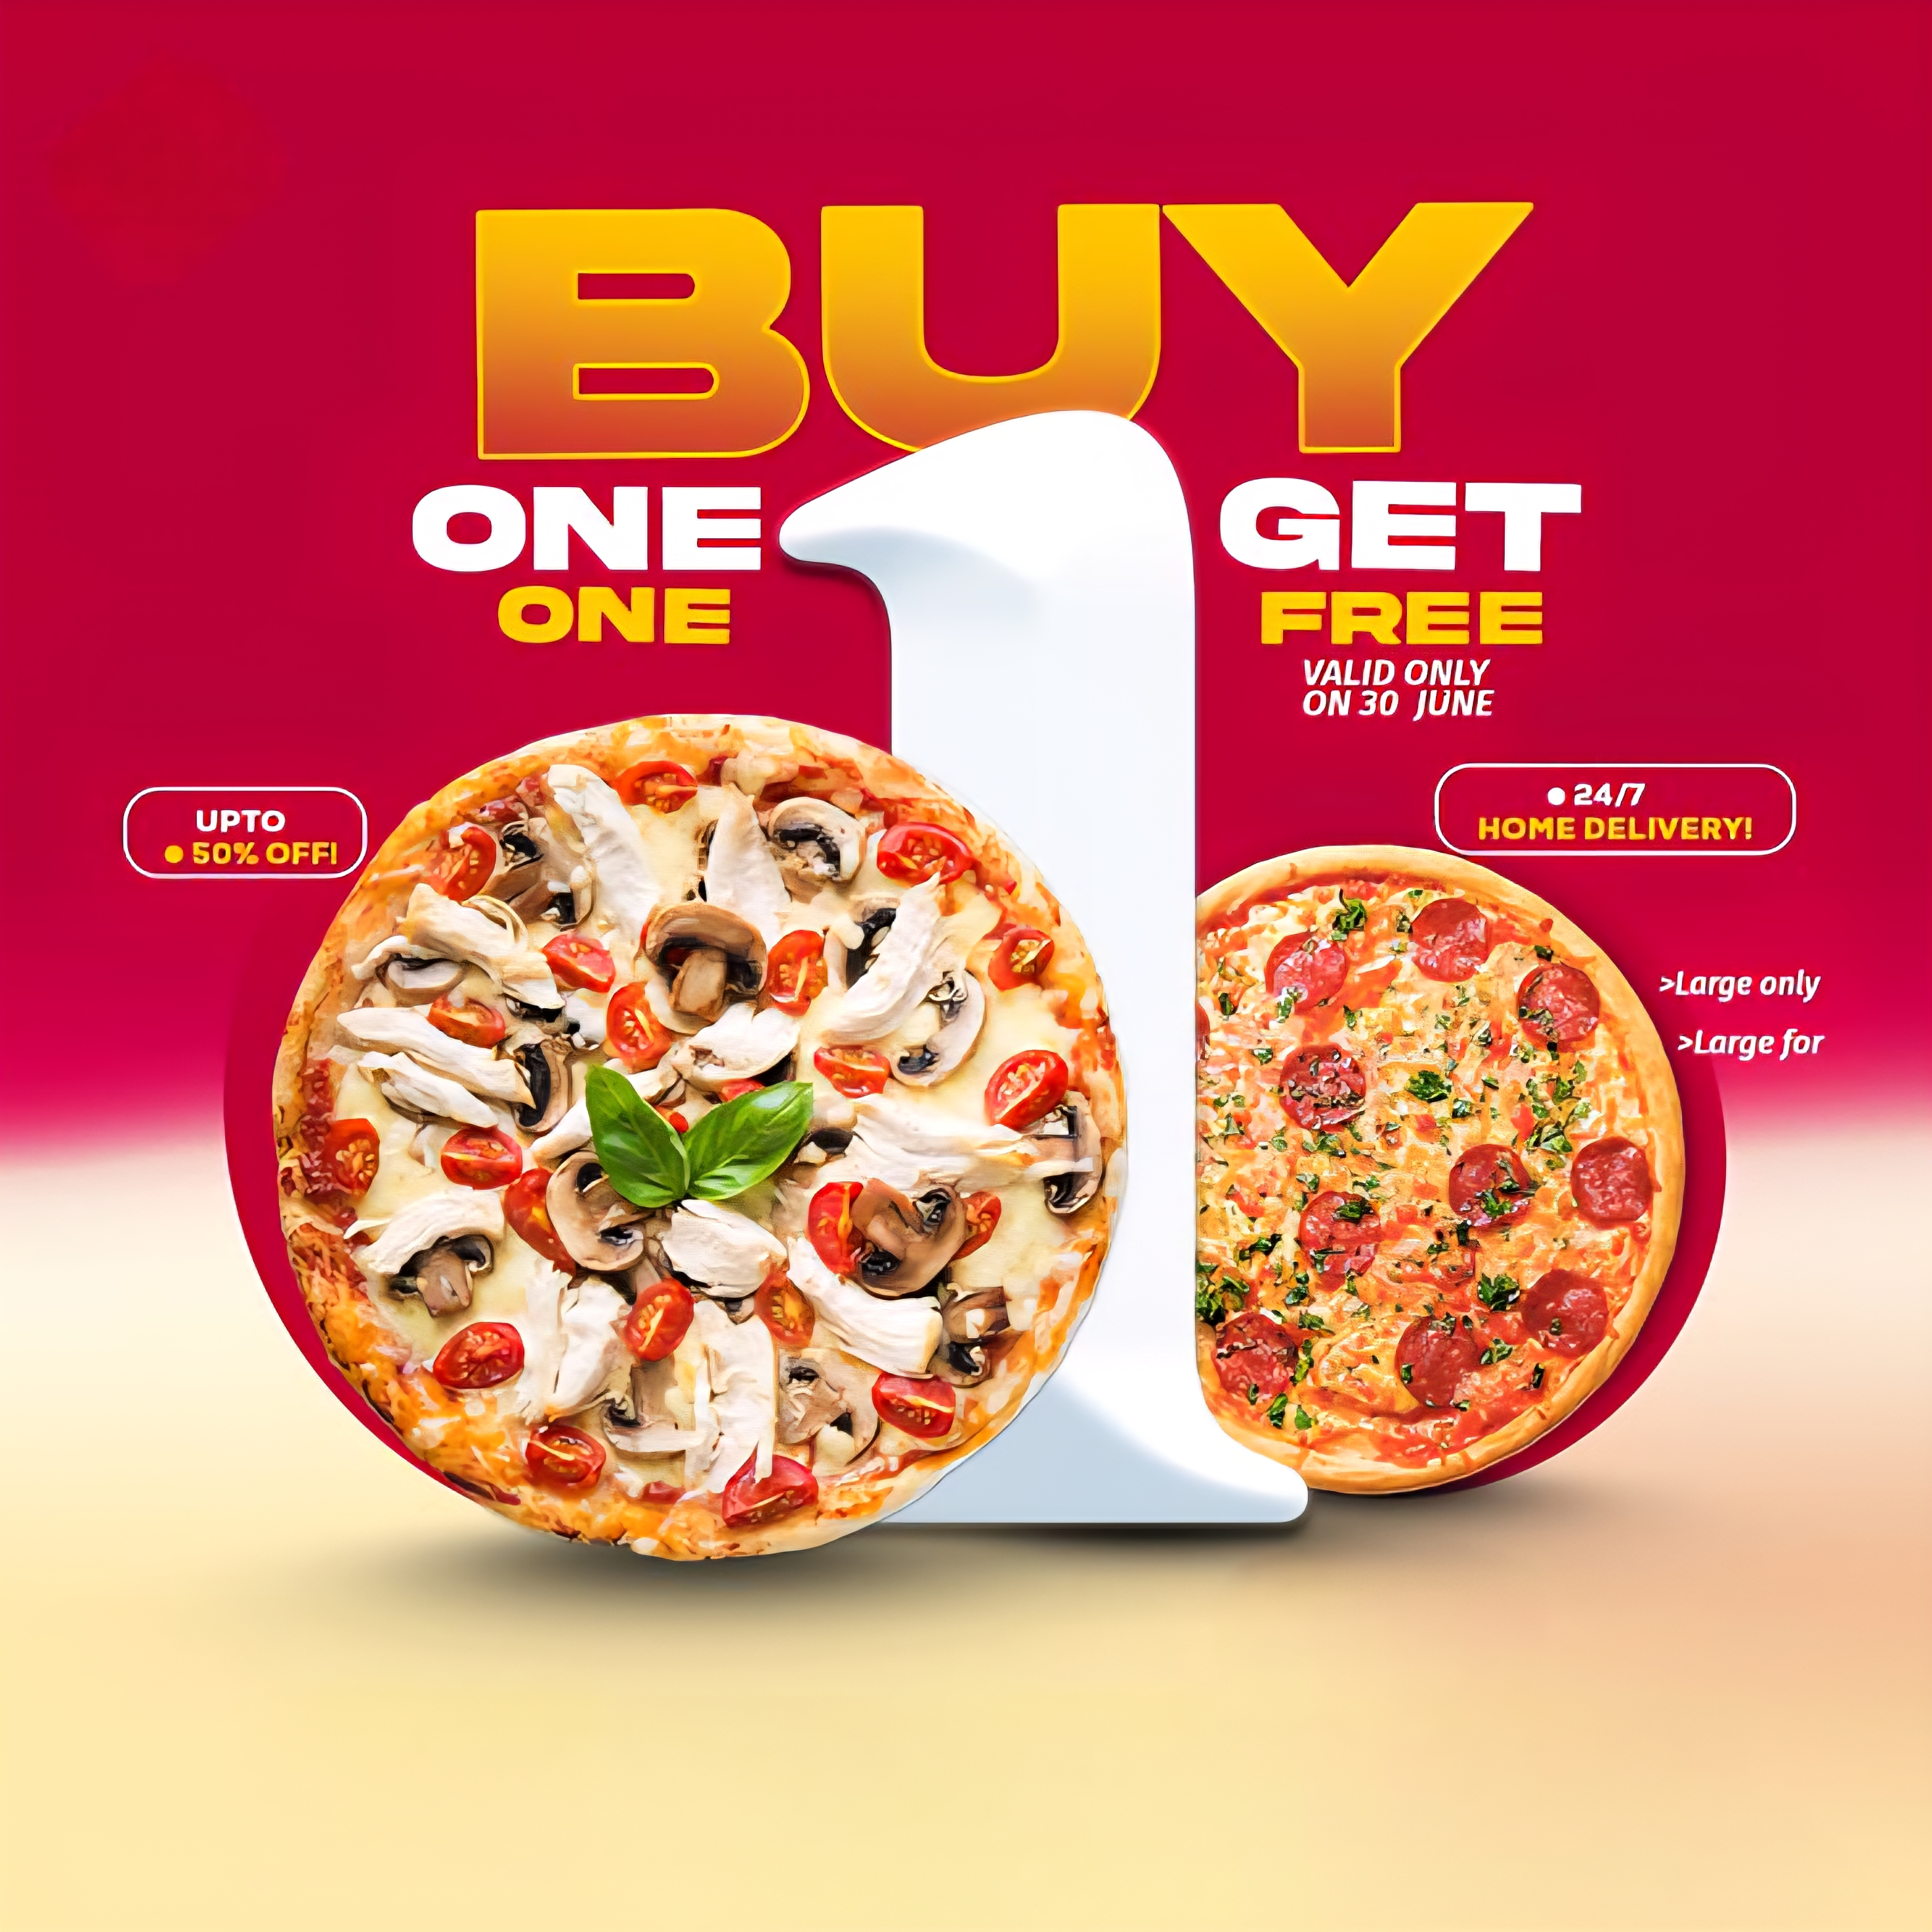 BUY
1
ONE GET
ONE FREE
VALID ONLY
ON 30 JUNE
UPTO
● 50% OFF!
● 24/7
HOME DELIVERY!
>Large only
>Large for